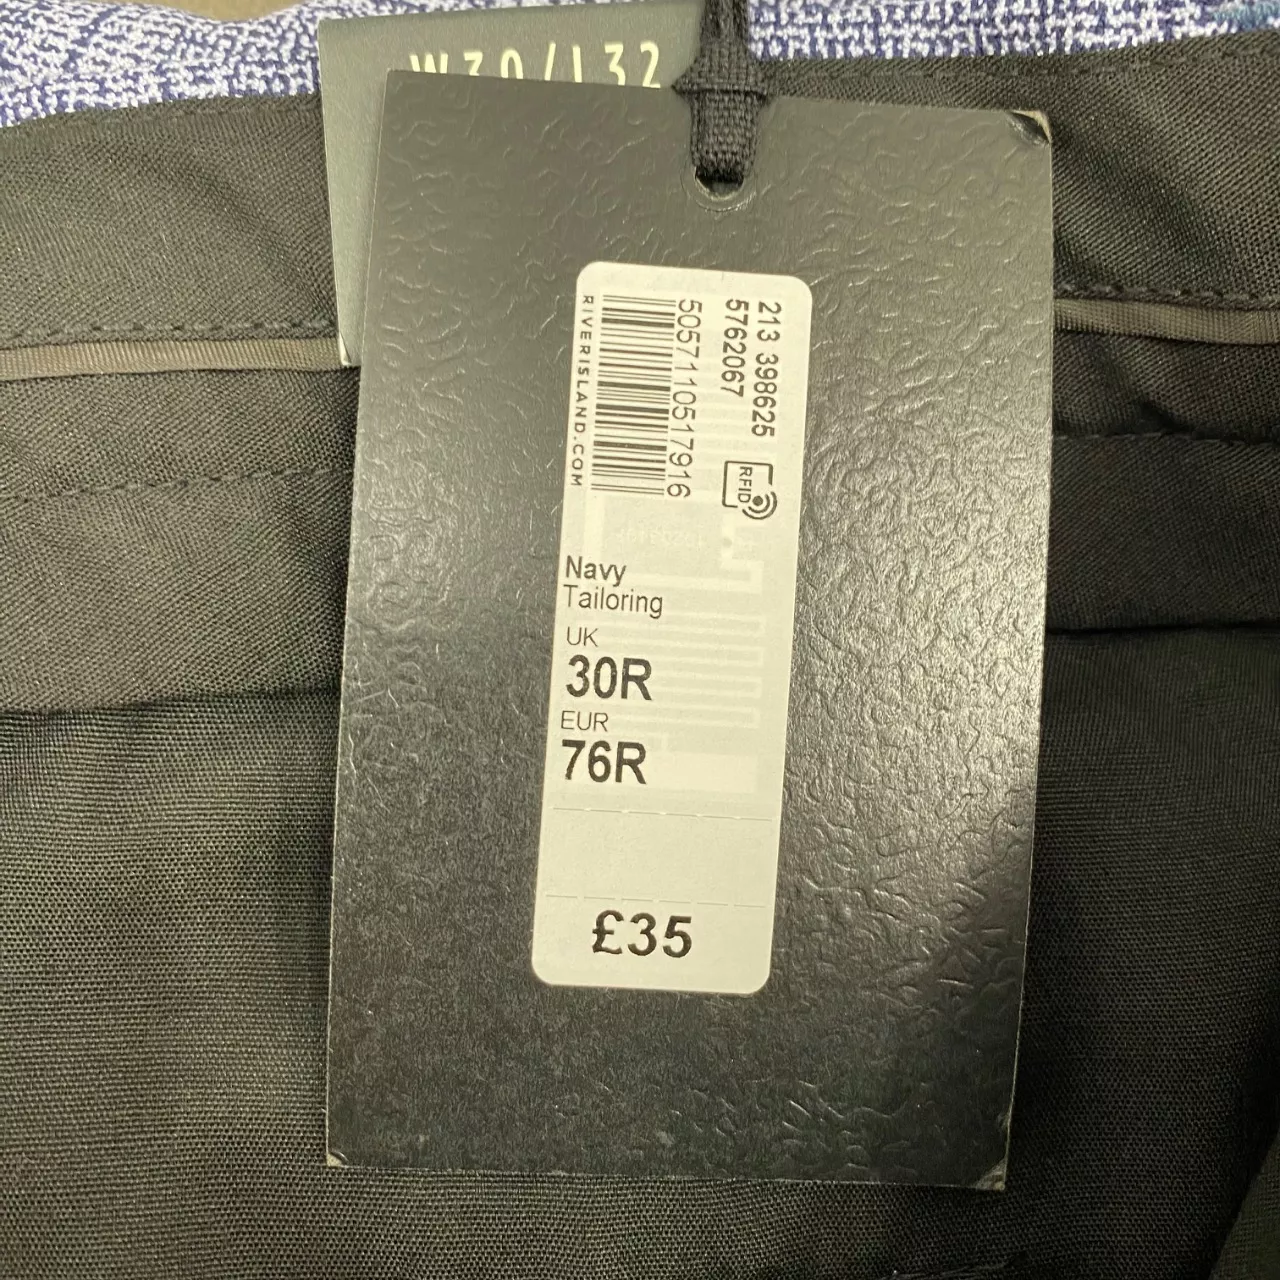 W30/L32
213 398625
5762067
5057110517916
RIVERISLAND.COM
RFID
Navy
Tailoring
UK
30R
EUR
76R
£35